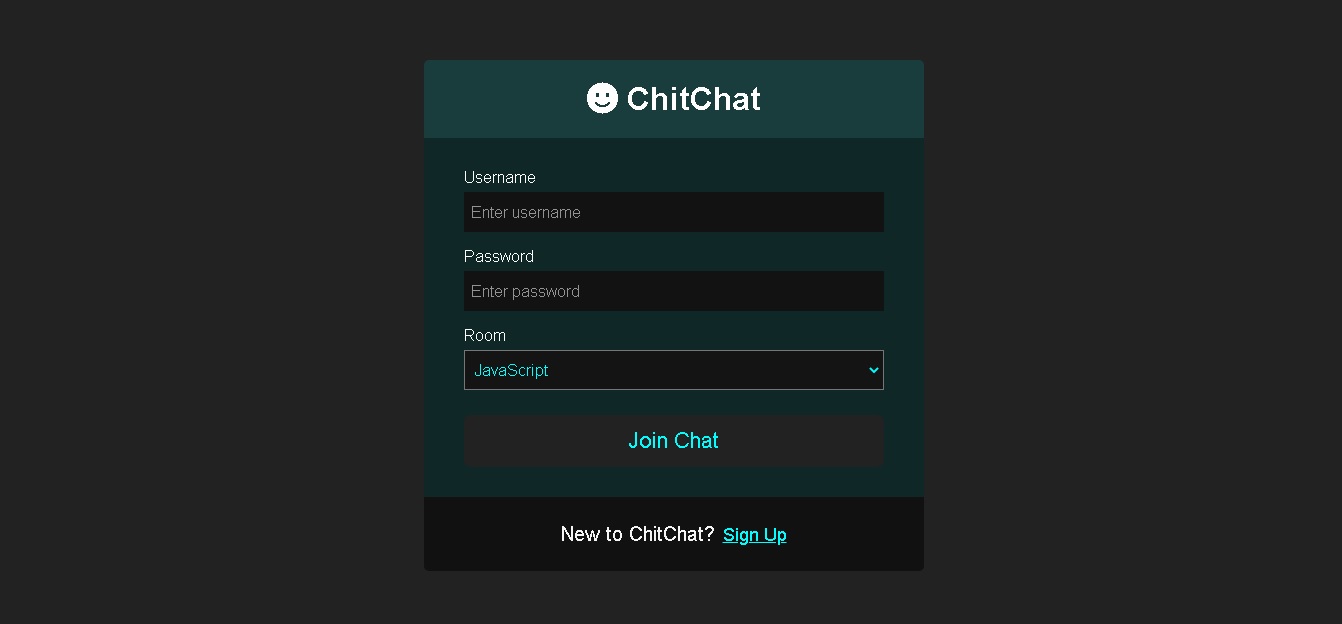 ChitChat
Username
Enter username
Password
Enter password
Room
JavaScript
Join Chat
New to ChitChat? Sign Up